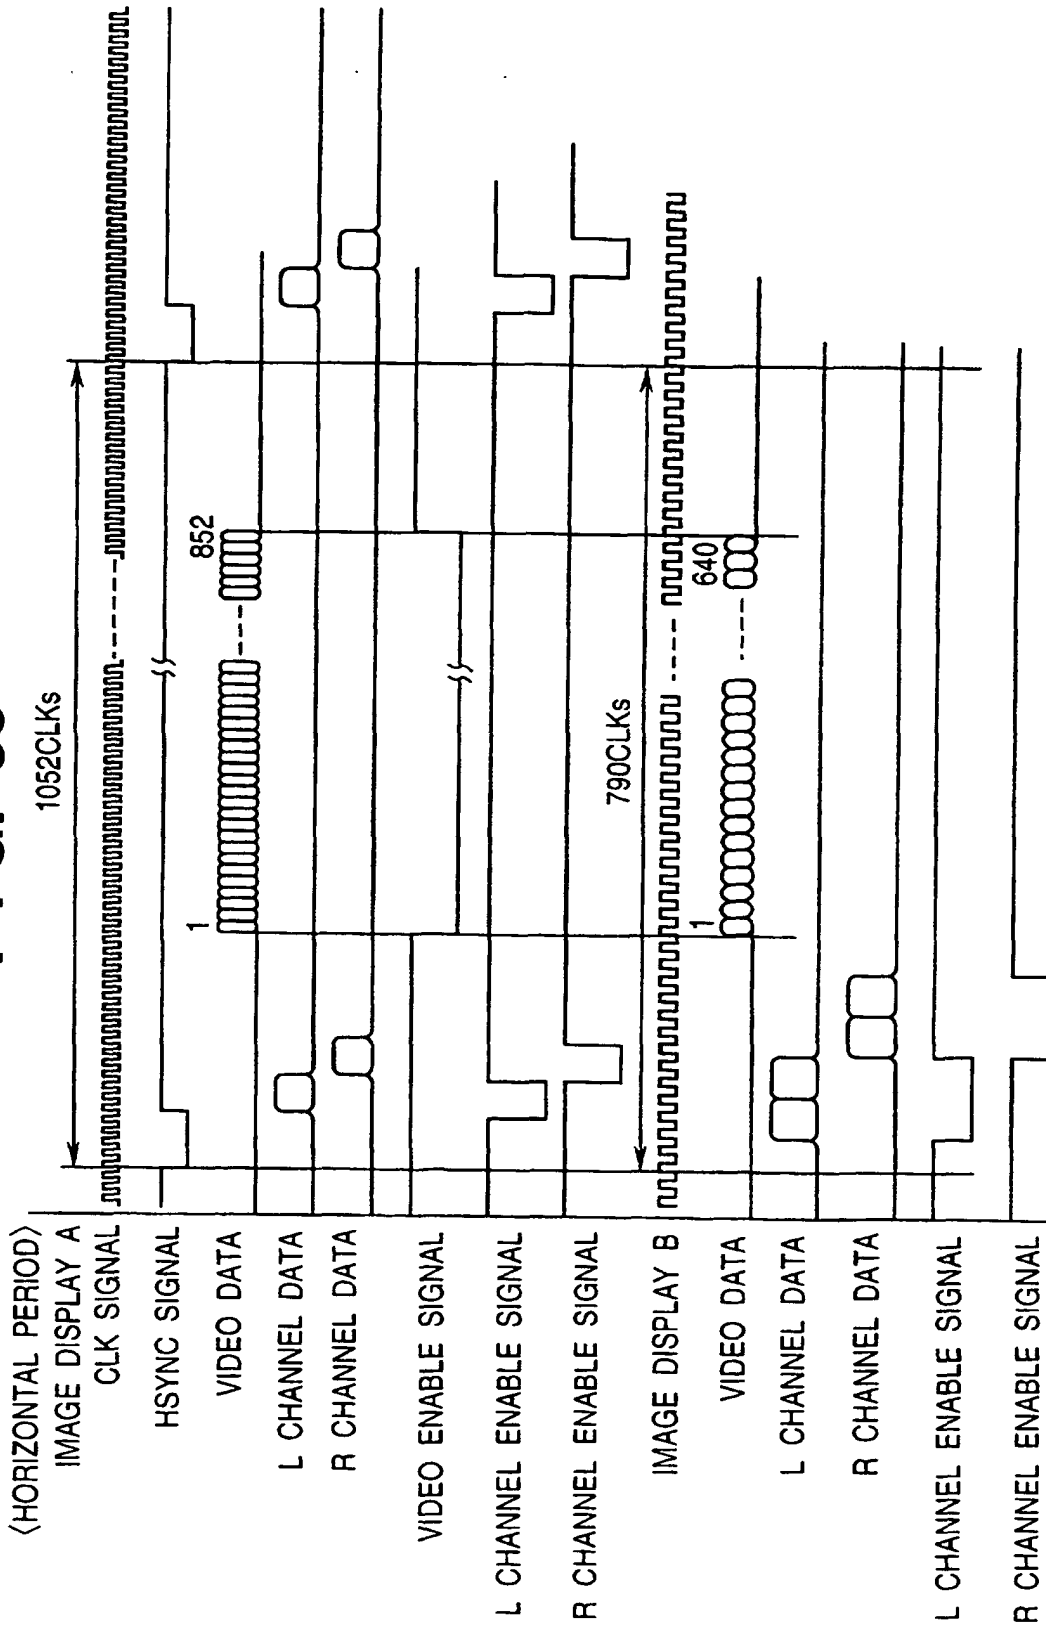 〈HORIZONTAL PERIOD〉
IMAGE DISPLAY A
1052CLKs
CLK SIGNAL
HSYNC SIGNAL
VIDEO DATA
1
852
L CHANNEL DATA
R CHANNEL DATA
VIDEO ENABLE SIGNAL
L CHANNEL ENABLE SIGNAL
R CHANNEL ENABLE SIGNAL
790CLKs
IMAGE DISPLAY B
VIDEO DATA
1
640
L CHANNEL DATA
R CHANNEL DATA
L CHANNEL ENABLE SIGNAL
R CHANNEL ENABLE SIGNAL